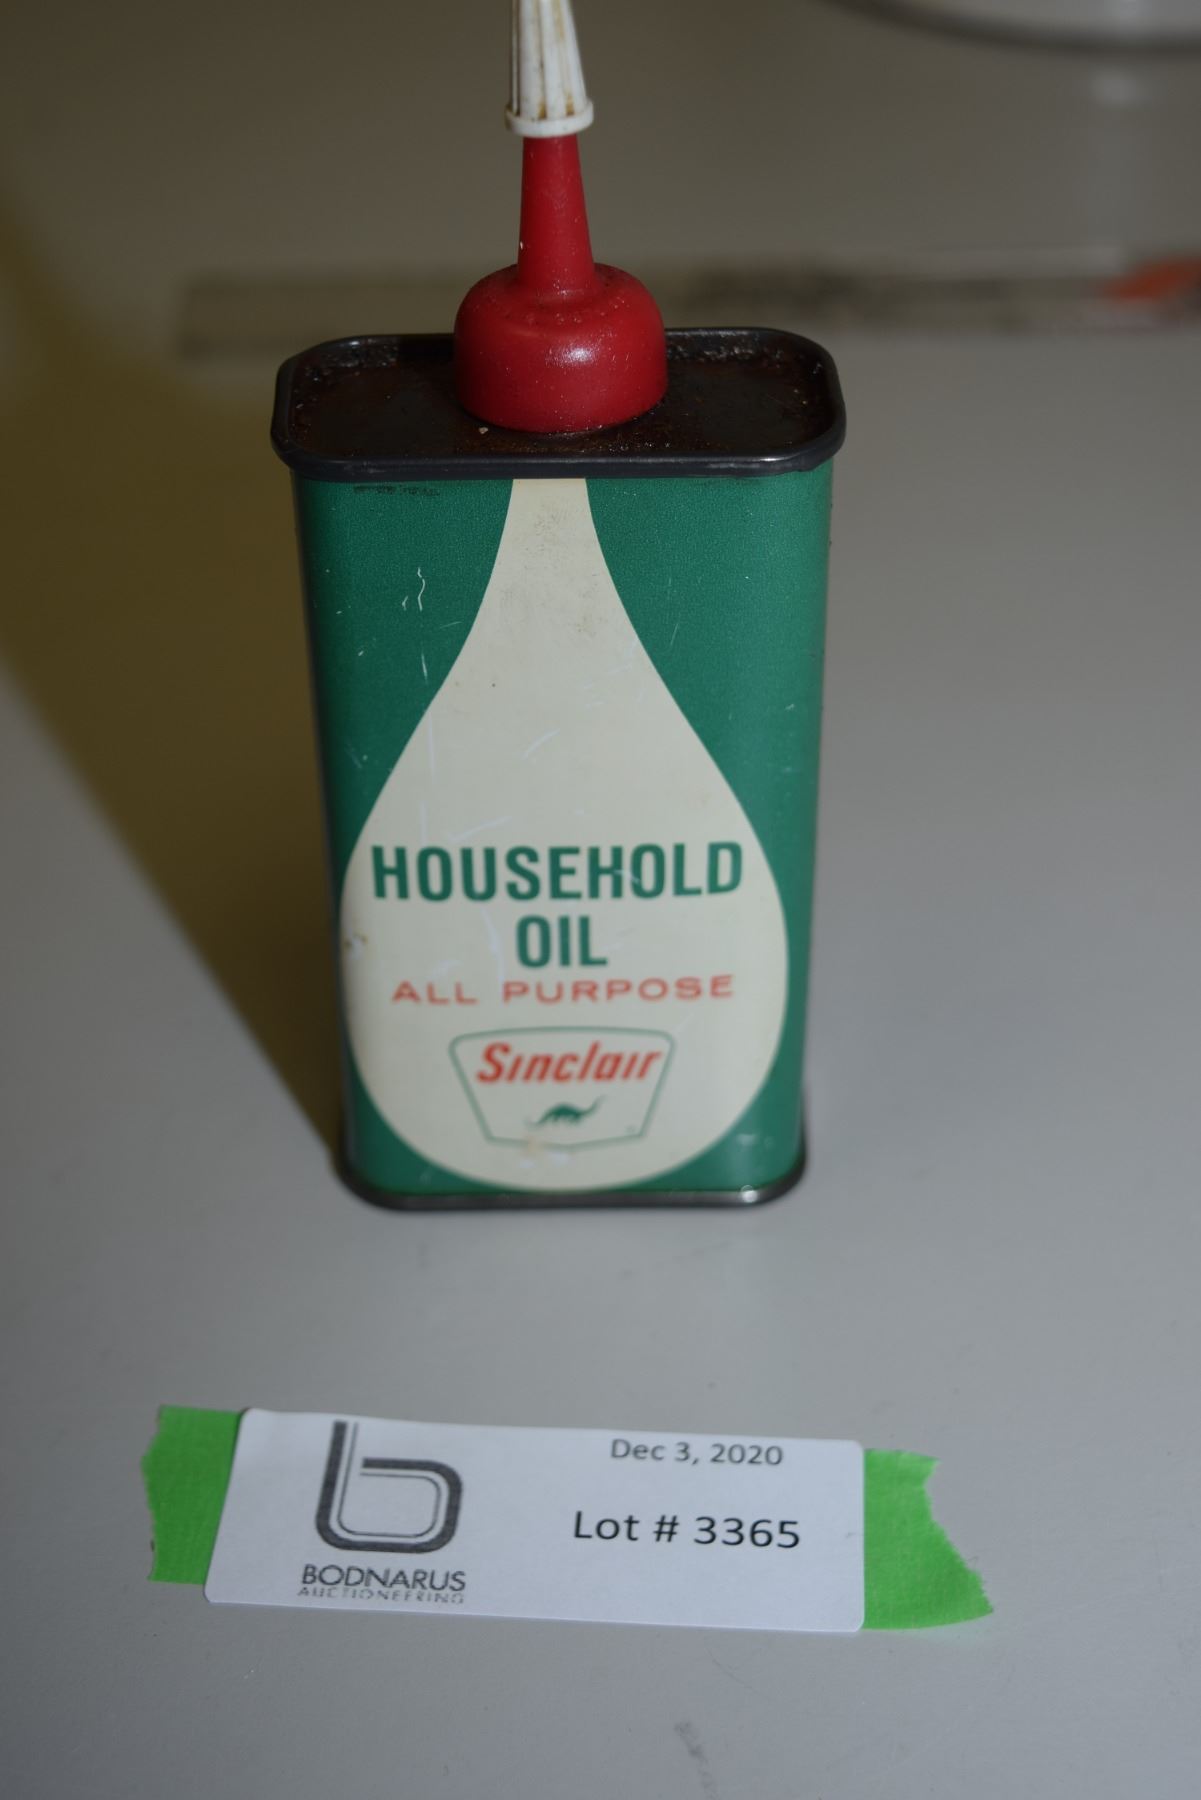 HOUSEHOLD
OIL
ALL PURPOSE
Sinclair
Dec 3, 2020
Lot # 3365
BODNARUS
AUCTIONEERING